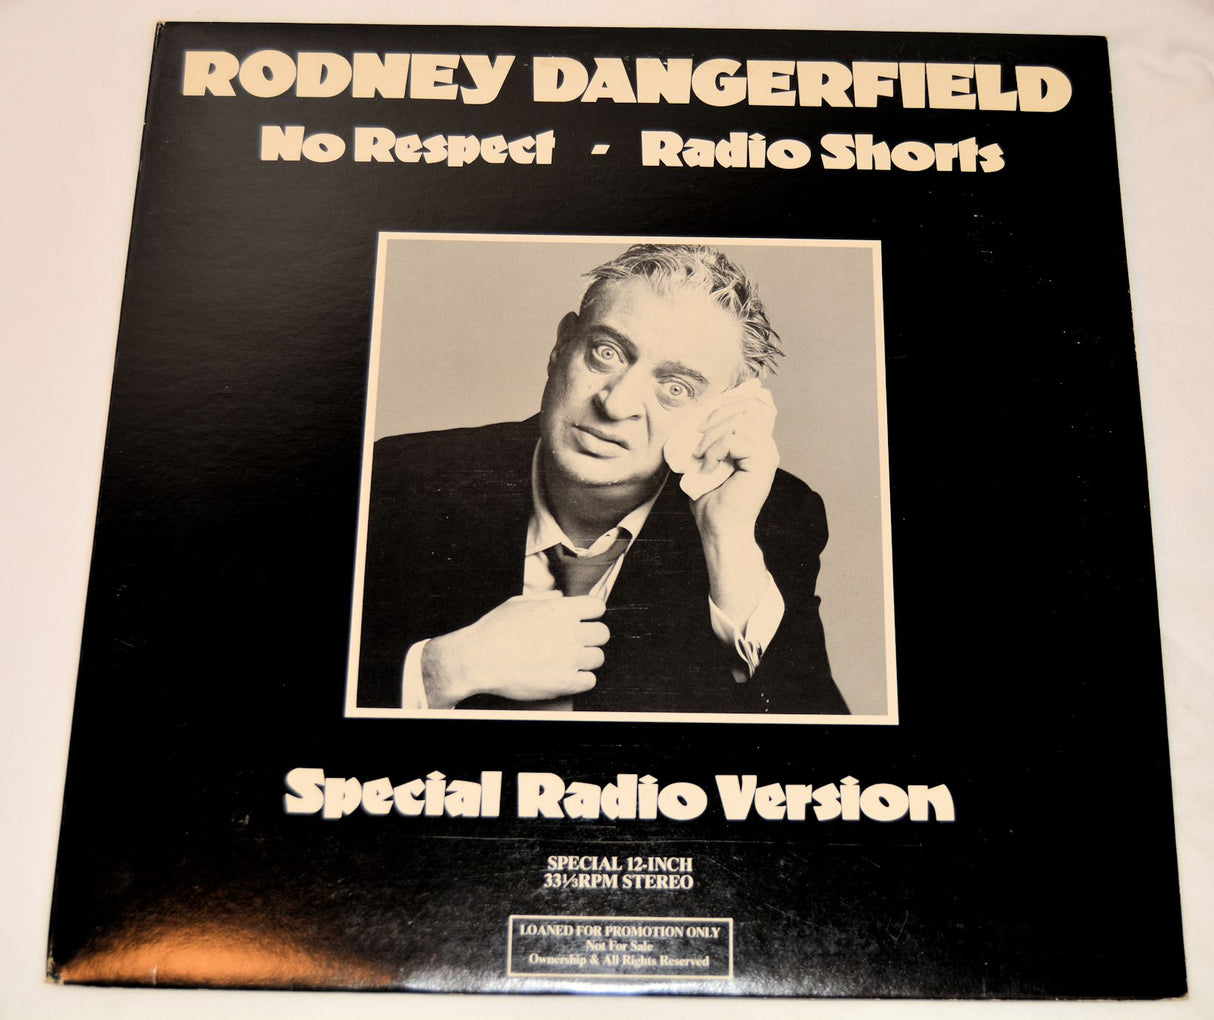 RODNEY DANGERFIELD
No Respect - Radio Shorts
Special Radio Version
SPECIAL 12-INCH
33⅓RPM STEREO
LOANED FOR PROMOTION ONLY
Not For Sale
Ownership & All Rights Reserved